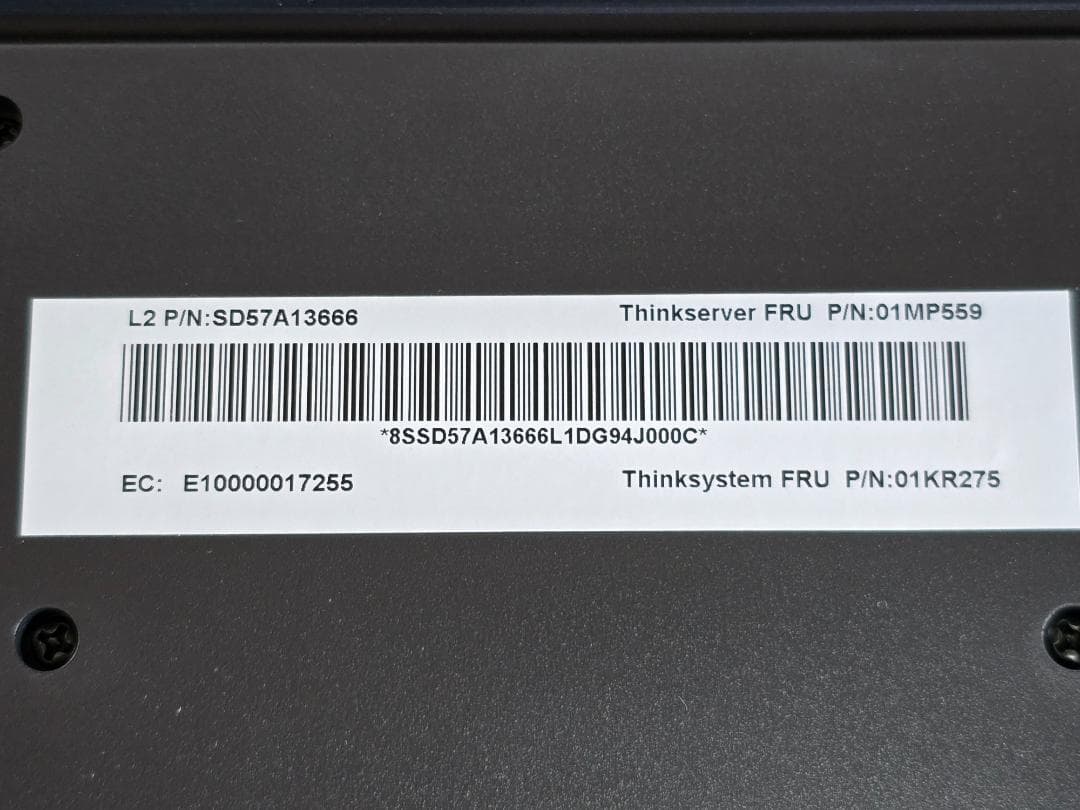 L2 P/N:SD57A13666 Thinkserver FRU P/N:01MP559
*8SSD57A13666L1DG94J000C*
EC: E10000017255 Thinksystem FRU P/N:01KR275